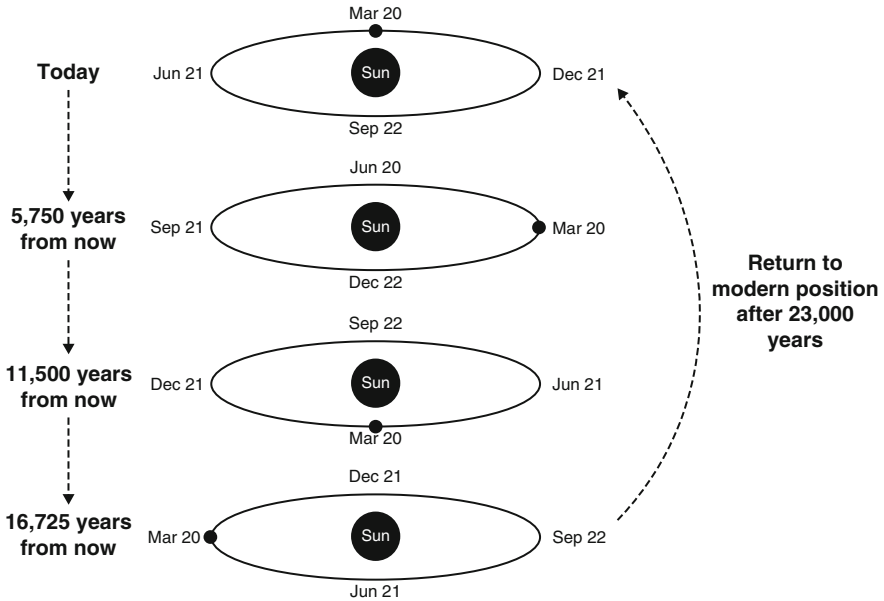 Mar 20
Today
Jun 21
Sun
Dec 21
Sep 22
Jun 20
5,750 years
from now
Sep 21
Sun
Mar 20
Dec 22
Return to
modern position
after 23,000
years
Sep 22
11,500 years
from now
Dec 21
Sun
Jun 21
Mar 20
Dec 21
16,725 years
from now
Mar 20
Sun
Sep 22
Jun 21